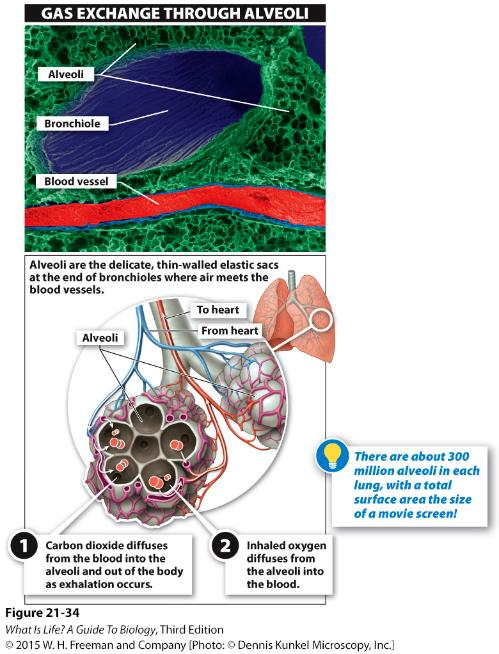 GAS EXCHANGE THROUGH ALVEOLI
Alveoli
Bronchiole
Blood vessel
Alveoli are the delicate, thin-walled elastic sacs
at the end of bronchioles where air meets the
blood vessels.
To heart
From heart
Alveoli
There are about 300
million alveoli in each
lung, with a total
surface area the size
of a movie screen!
1 Carbon dioxide diffuses
from the blood into the
alveoli and out of the body
as exhalation occurs.
2 Inhaled oxygen
diffuses from
the alveoli into
the blood.
Figure 21-34
What Is Life? A Guide To Biology, Third Edition
© 2015 W. H. Freeman and Company [Photo: © Dennis Kunkel Microscopy, Inc.]